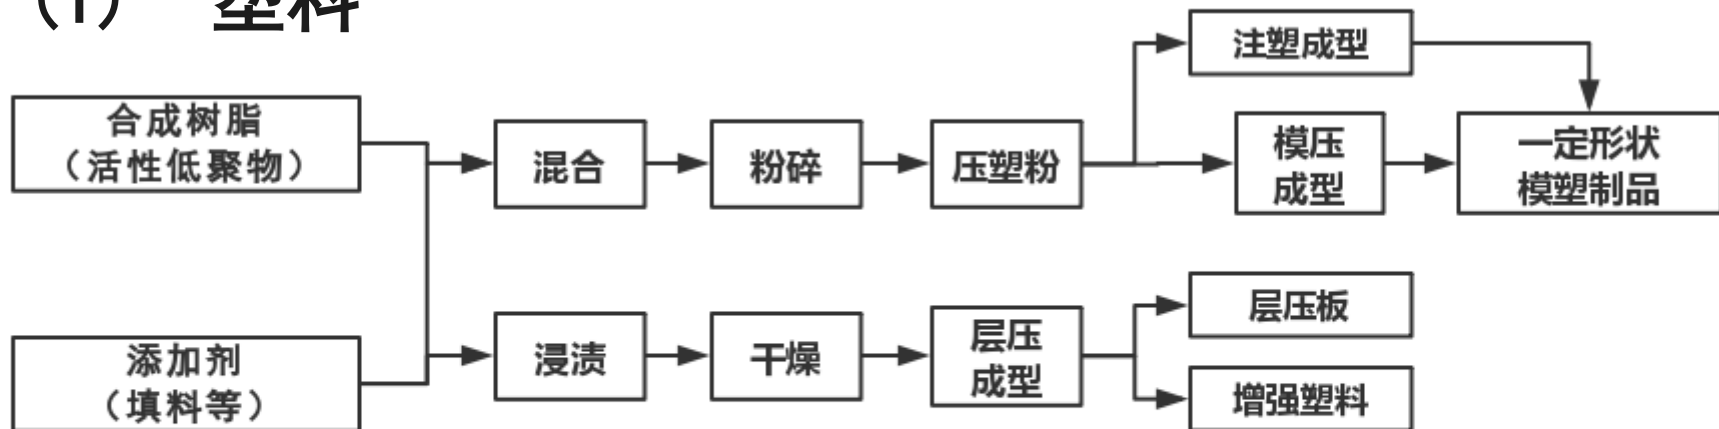 (1) 塑料
注塑成型
合成树脂
（活性低聚物）
混合
粉碎
压塑粉
模压
成型
一定形状
模塑制品
添加剂
（填料等）
浸渍
干燥
层压
成型
层压板
增强塑料